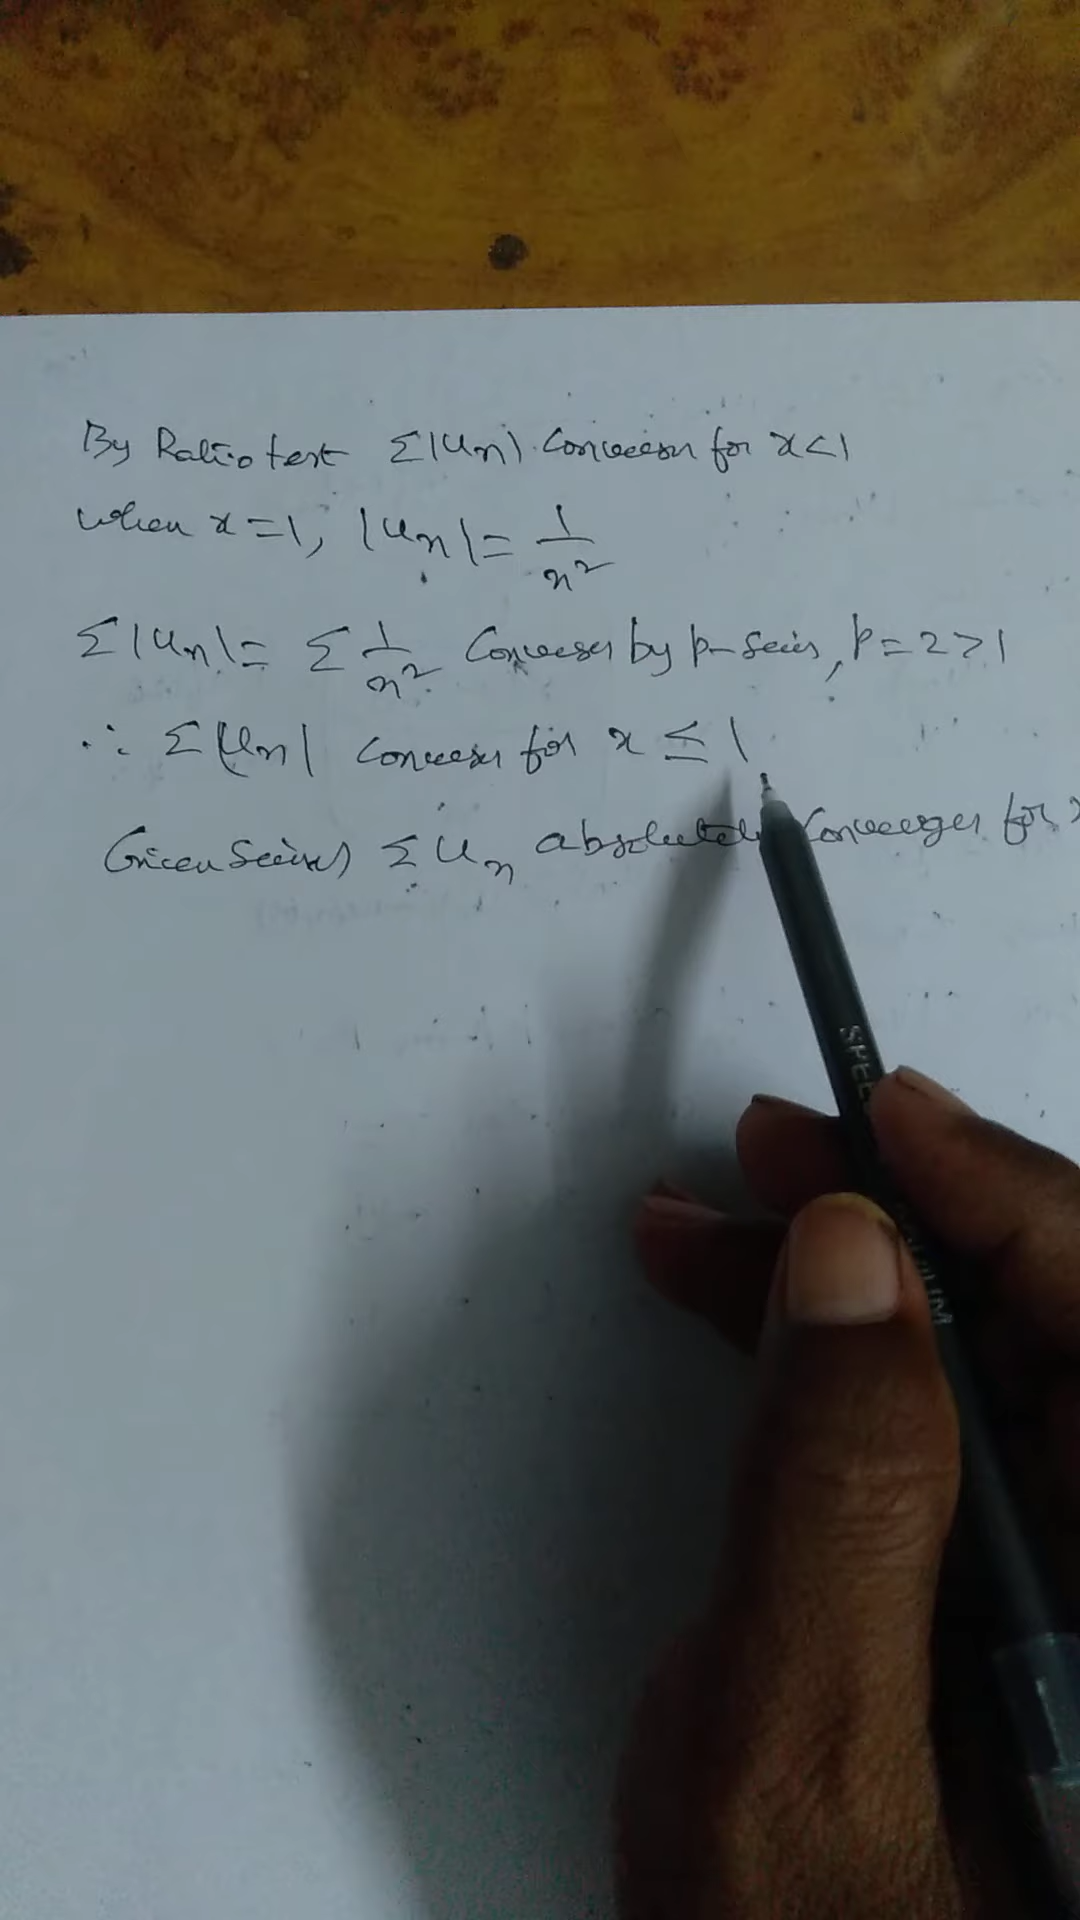 By Ratio test Σ|Un| Converges for x<1
when x=1, |Un|= 1/n²
Σ|Un|= Σ 1/n² Converges by p-Series, p=2>1
∴ Σ|Un| Converges for x ≤ 1
Given Series Σ Un absolutely Converges for x